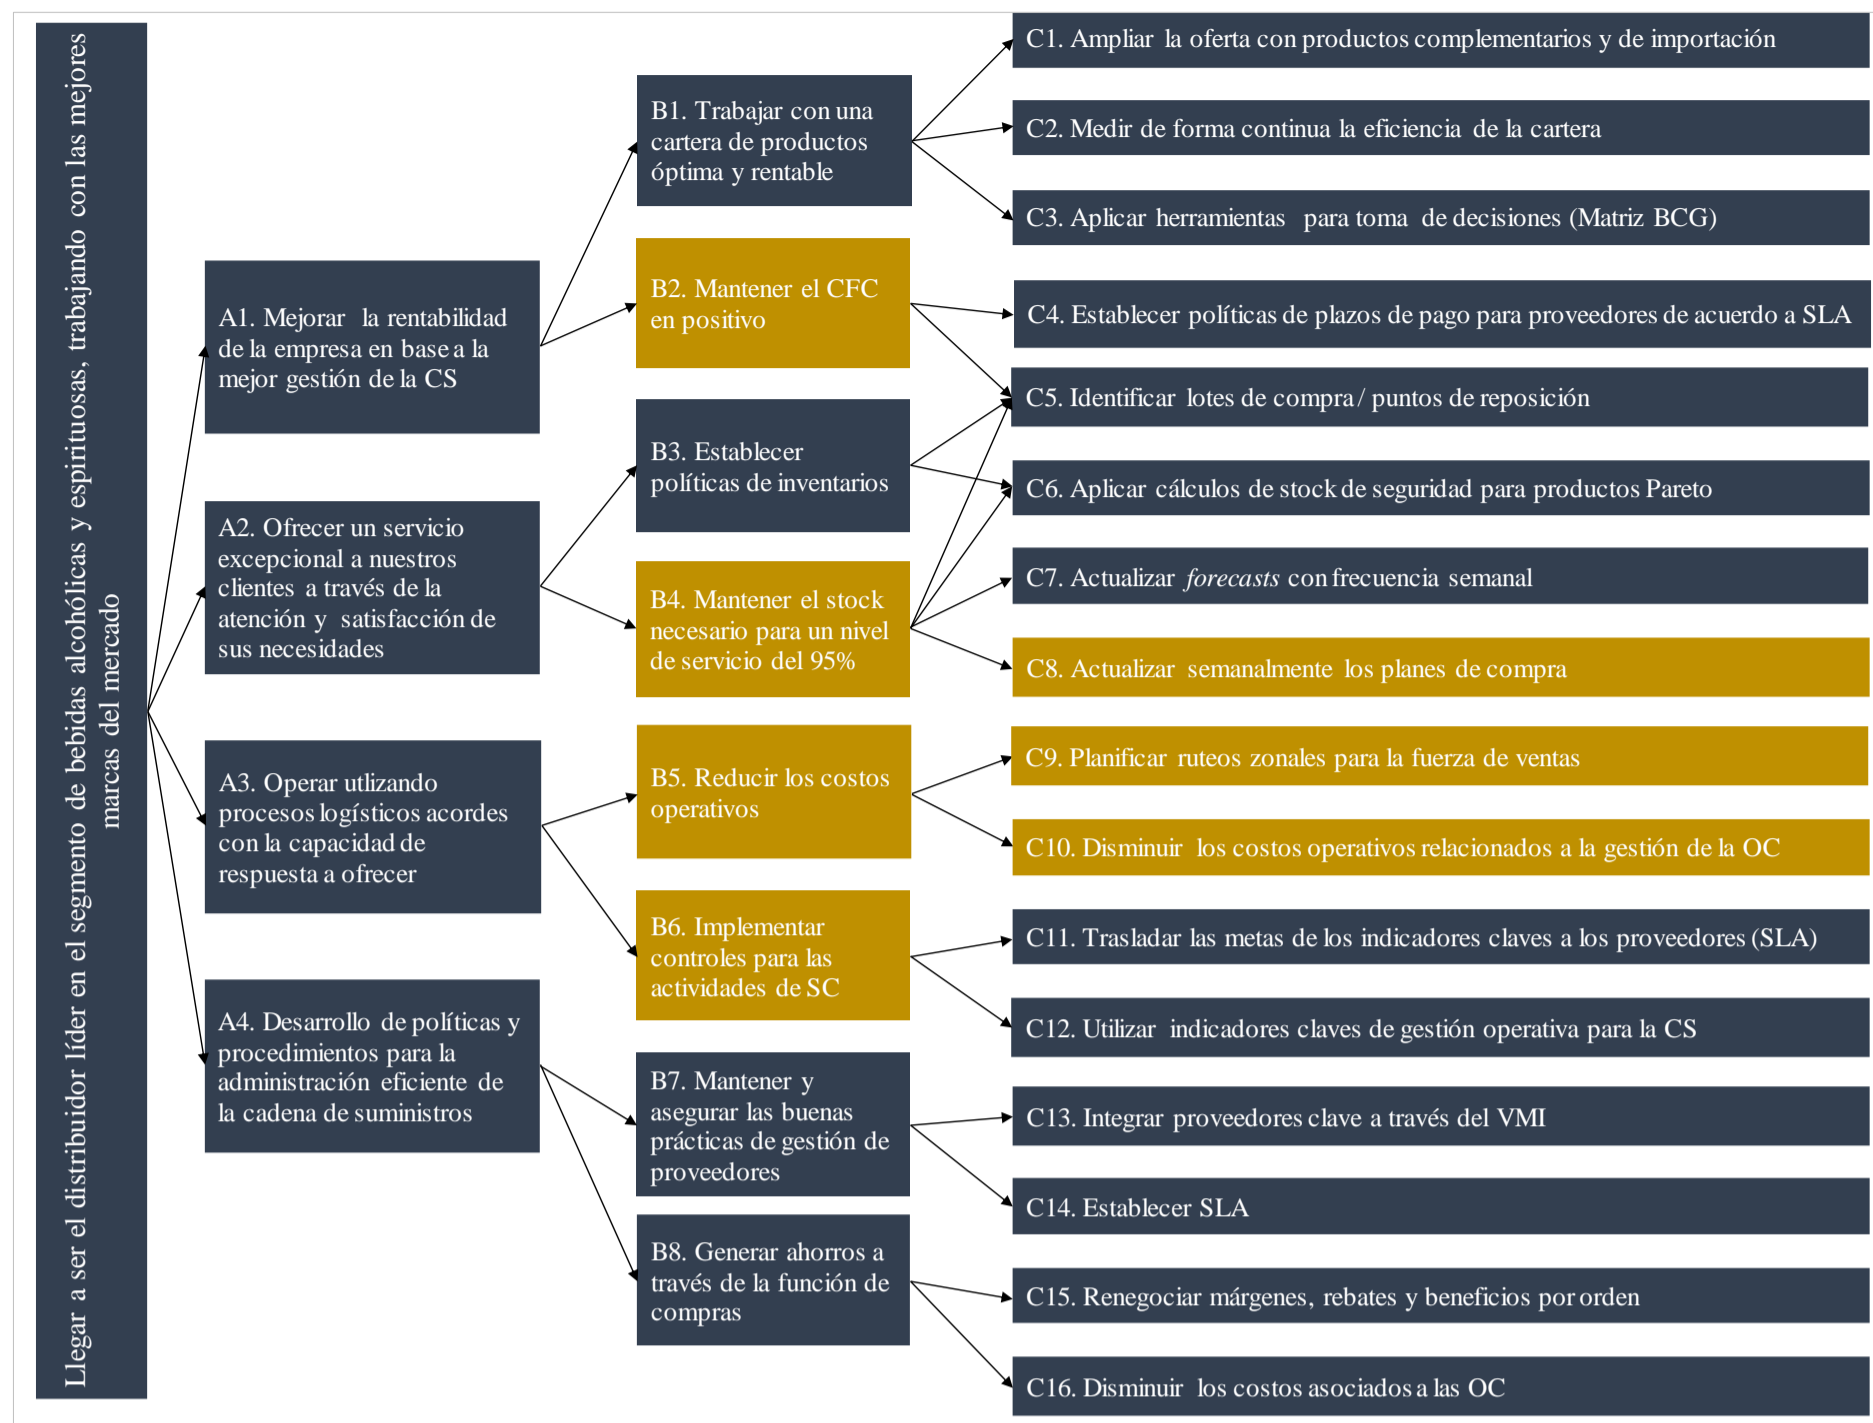 Llegar a ser el distribuidor líder en el segmento de bebidas alcohólicas y espirituosas, trabajando con las mejores
marcas del mercado
A1. Mejorar la rentabilidad
de la empresa en base a la
mejor gestión de la CS
A2. Ofrecer un servicio
excepcional a nuestros
clientes a través de la
atención y satisfacción de
sus necesidades
A3. Operar utlizando
procesos logísticos acordes
con la capacidad de
respuesta a ofrecer
A4. Desarrollo de políticas y
procedimientos para la
administración eficiente de
la cadena de suministros
B1. Trabajar con una
cartera de productos
óptima y rentable
B2. Mantener el CFC
en positivo
B3. Establecer
políticas de inventarios
B4. Mantener el stock
necesario para un nivel
de servicio del 95%
B5. Reducir los costos
operativos
B6. Implementar
controles para las
actividades de SC
B7. Mantener y
asegurar las buenas
prácticas de gestión de
proveedores
B8. Generar ahorros a
través de la función de
compras
C1. Ampliar la oferta con productos complementarios y de importación
C2. Medir de forma continua la eficiencia de la cartera
C3. Aplicar herramientas para toma de decisiones (Matriz BCG)
C4. Establecer políticas de plazos de pago para proveedores de acuerdo a SLA
C5. Identificar lotes de compra / puntos de reposición
C6. Aplicar cálculos de stock de seguridad para productos Pareto
C7. Actualizar forecasts con frecuencia semanal
C8. Actualizar semanalmente los planes de compra
C9. Planificar ruteos zonales para la fuerza de ventas
C10. Disminuir los costos operativos relacionados a la gestión de la OC
C11. Trasladar las metas de los indicadores claves a los proveedores (SLA)
C12. Utilizar indicadores claves de gestión operativa para la CS
C13. Integrar proveedores clave a través del VMI
C14. Establecer SLA
C15. Renegociar márgenes, rebates y beneficios por orden
C16. Disminuir los costos asociados a las OC